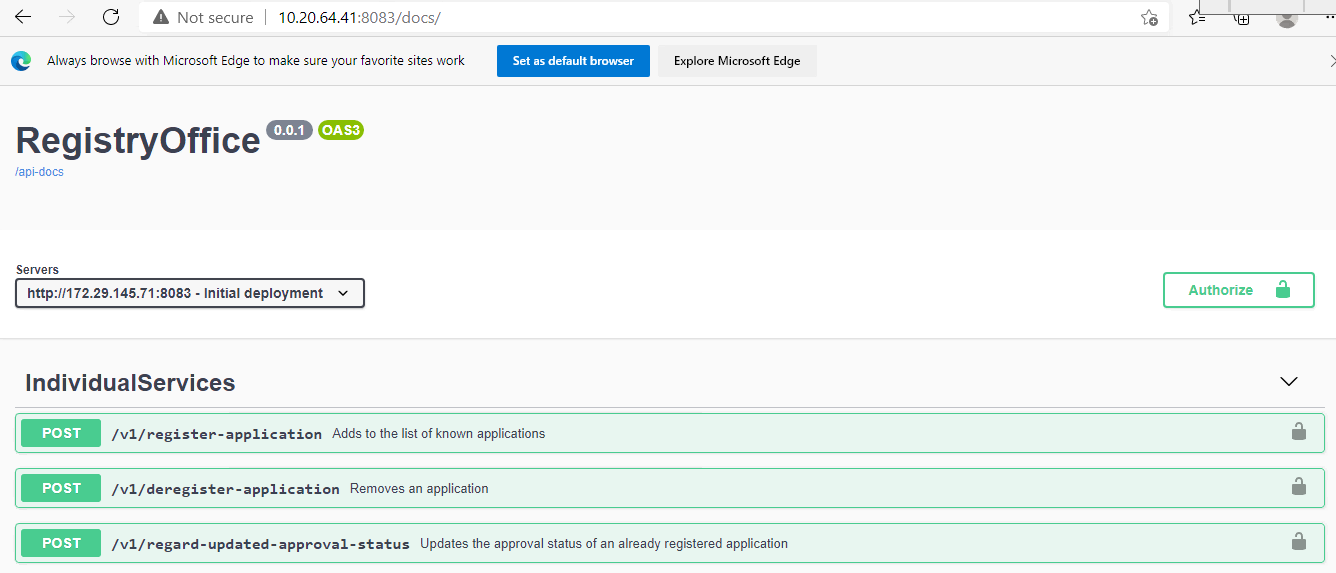 Not secure | 10.20.64.41:8083/docs/
Always browse with Microsoft Edge to make sure your favorite sites work Set as default browser Explore Microsoft Edge
RegistryOffice 0.0.1 OAS3
/api-docs
Servers
http://172.29.145.71:8083 - Initial deployment
Authorize
IndividualServices
POST /v1/register-application Adds to the list of known applications
POST /v1/deregister-application Removes an application
POST /v1/regard-updated-approval-status Updates the approval status of an already registered application